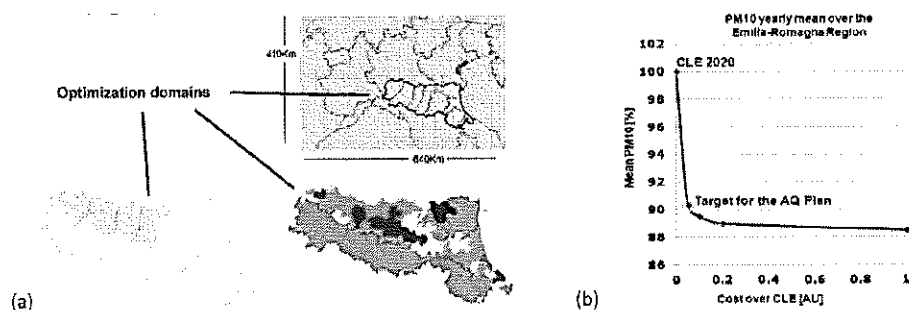 410Km
640Km
Optimization domains
(a)
PM10 yearly mean over the
Emilia-Romagna Region
Mean PM10 [%]
102
100
98
96
94
92
90
88
86
CLE 2020
Target for the AQ Plan
0
0.2
0.4
0.6
0.8
1
Cost over CLE [AU]
(b)